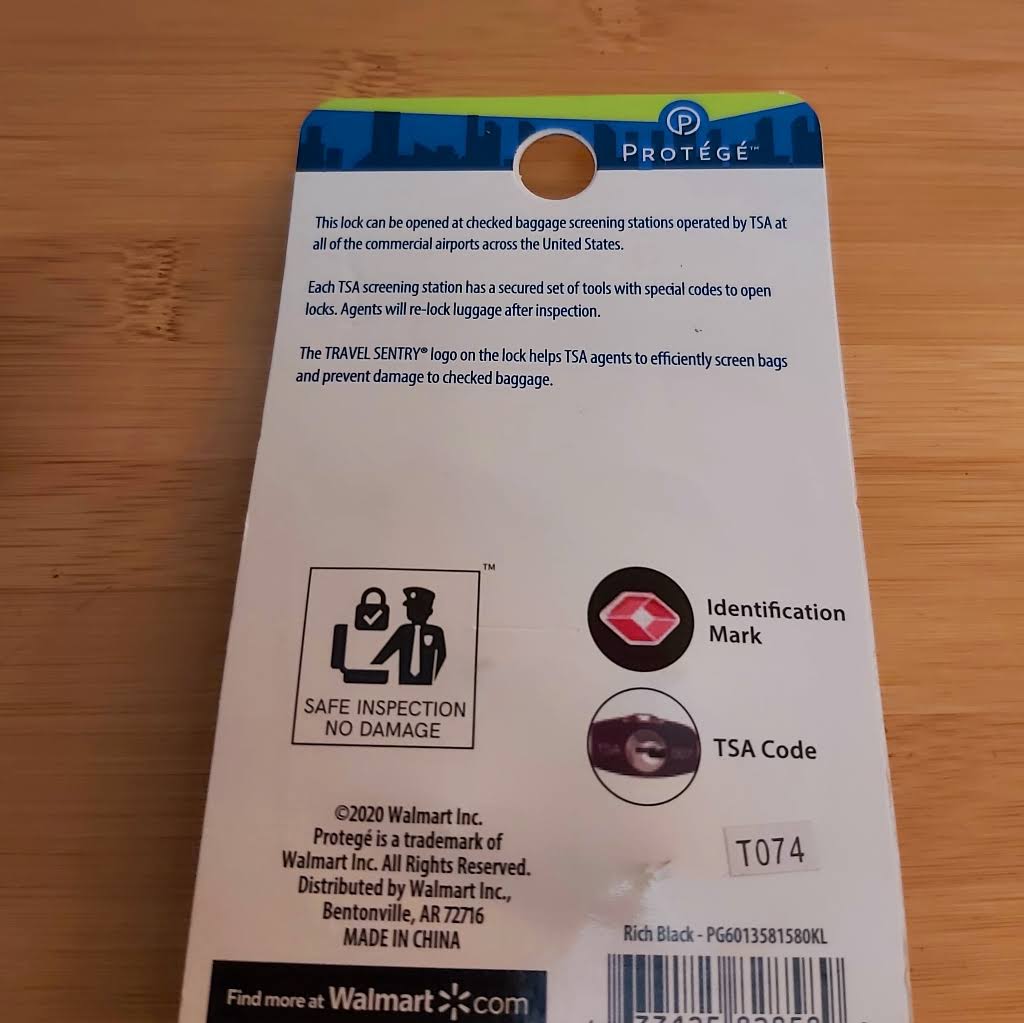 PROTÉGÉ™
This lock can be opened at checked baggage screening stations operated by TSA at
all of the commercial airports across the United States.
Each TSA screening station has a secured set of tools with special codes to open
locks. Agents will re-lock luggage after inspection.
The TRAVEL SENTRY® logo on the lock helps TSA agents to efficiently screen bags
and prevent damage to checked baggage.
TM
SAFE INSPECTION
NO DAMAGE
Identification
Mark
TSA Code
©2020 Walmart Inc.
Protegé is a trademark of
Walmart Inc. All Rights Reserved.
Distributed by Walmart Inc.,
Bentonville, AR 72716
MADE IN CHINA
T074
Rich Black - PG6013581580KL
Find more at Walmart.com